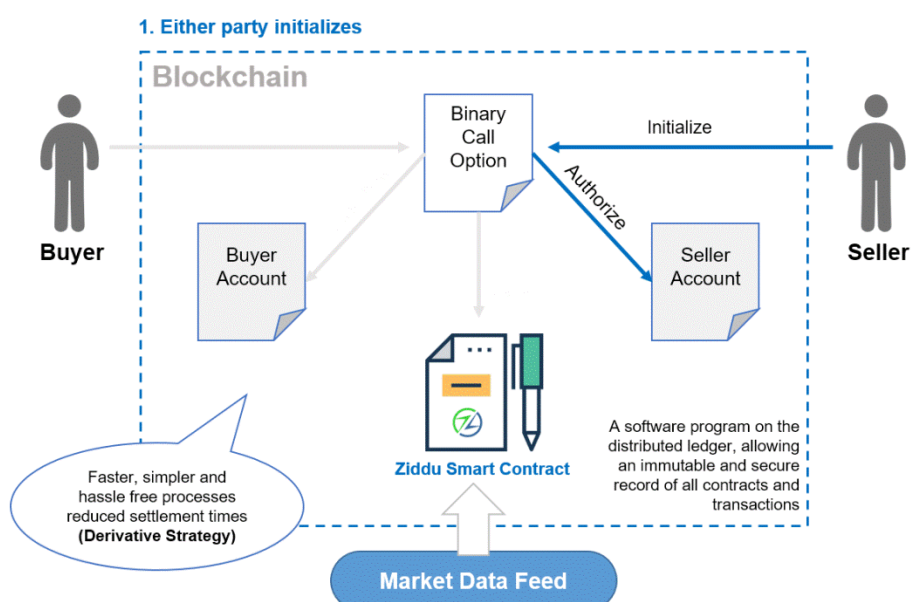 1. Either party initializes
Blockchain
Binary
Call
Option
Initialize
Authorize
Buyer
Seller
Buyer
Account
Seller
Account
Ziddu Smart Contract
A software program on the
distributed ledger, allowing
an immutable and secure
record of all contracts and
transactions
Faster, simpler and
hassle free processes
reduced settlement times
(Derivative Strategy)
Market Data Feed